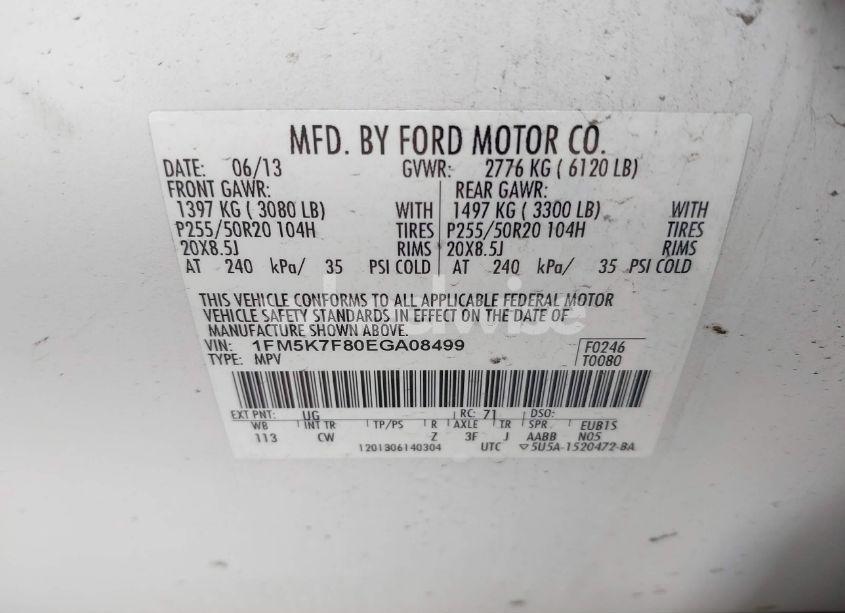 MFD. BY FORD MOTOR CO.
DATE: 06/13 GVWR: 2776 KG ( 6120 LB)
FRONT GAWR: REAR GAWR:
1397 KG ( 3080 LB) WITH 1497 KG ( 3300 LB) WITH
P255/50R20 104H TIRES P255/50R20 104H TIRES
20X8.5J RIMS 20X8.5J RIMS
AT 240 kPa/ 35 PSI COLD AT 240 kPa/ 35 PSI COLD
THIS VEHICLE CONFORMS TO ALL APPLICABLE FEDERAL MOTOR
VEHICLE SAFETY STANDARDS IN EFFECT ON THE DATE OF
MANUFACTURE SHOWN ABOVE.
VIN: 1FM5K7F80EGA08499 F0246
TYPE: MPV T0080
EXT PNT: UG RC: 71 DSO:
WB INT TR TP/PS R AXLE TR SPR EUB1S
113 CW Z 3F J AABB N05
1201306140304 UTC ▽5U5A-1520472-BA